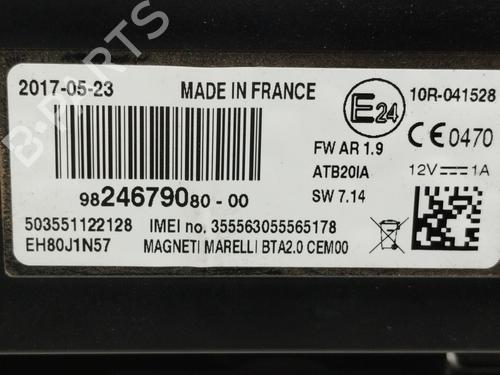 2017-05-23 MADE IN FRANCE
E24 10R-041528
FW AR 1.9 CE 0470
ATB20IA 12V 1A
SW 7.14
9824679080-00
503551122128 IMEI no. 355563055565178
EH80J1N57 MAGNETI MARELLI BTA2.0 CEM00
B-PARTS